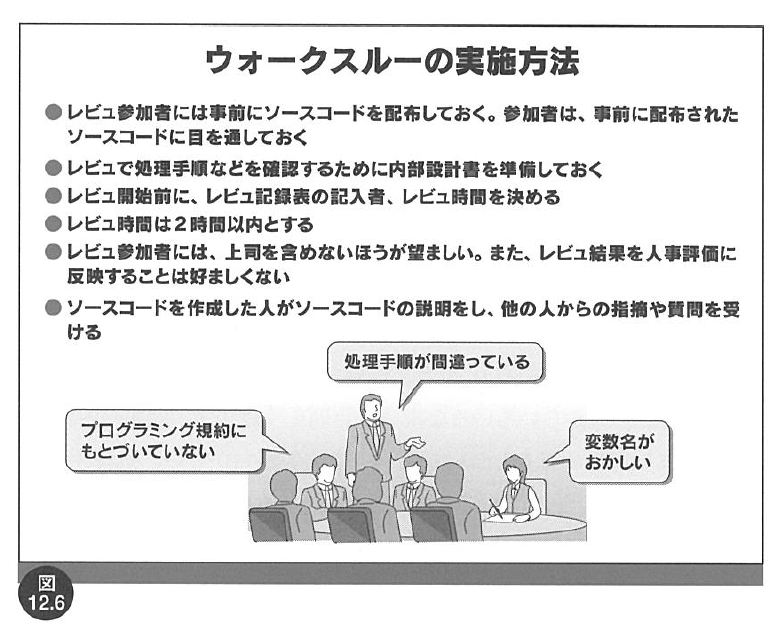 ウォークスルーの実施方法
●レビュ参加者には事前にソースコードを配布しておく。参加者は、事前に配布された
ソースコードに目を通しておく
●レビュで処理手順などを確認するために内部設計書を準備しておく
●レビュ開始前に、レビュ記録表の記入者、レビュ時間を決める
●レビュ時間は2時間以内とする
●レビュ参加者には、上司を含めないほうが望ましい。また、レビュ結果を人事評価に
反映することは好ましくない
●ソースコードを作成した人がソースコードの説明をし、他の人からの指摘や質問を受
ける
処理手順が間違っている
プログラミング規約に
もとづいていない
変数名が
おかしい
図
12.6